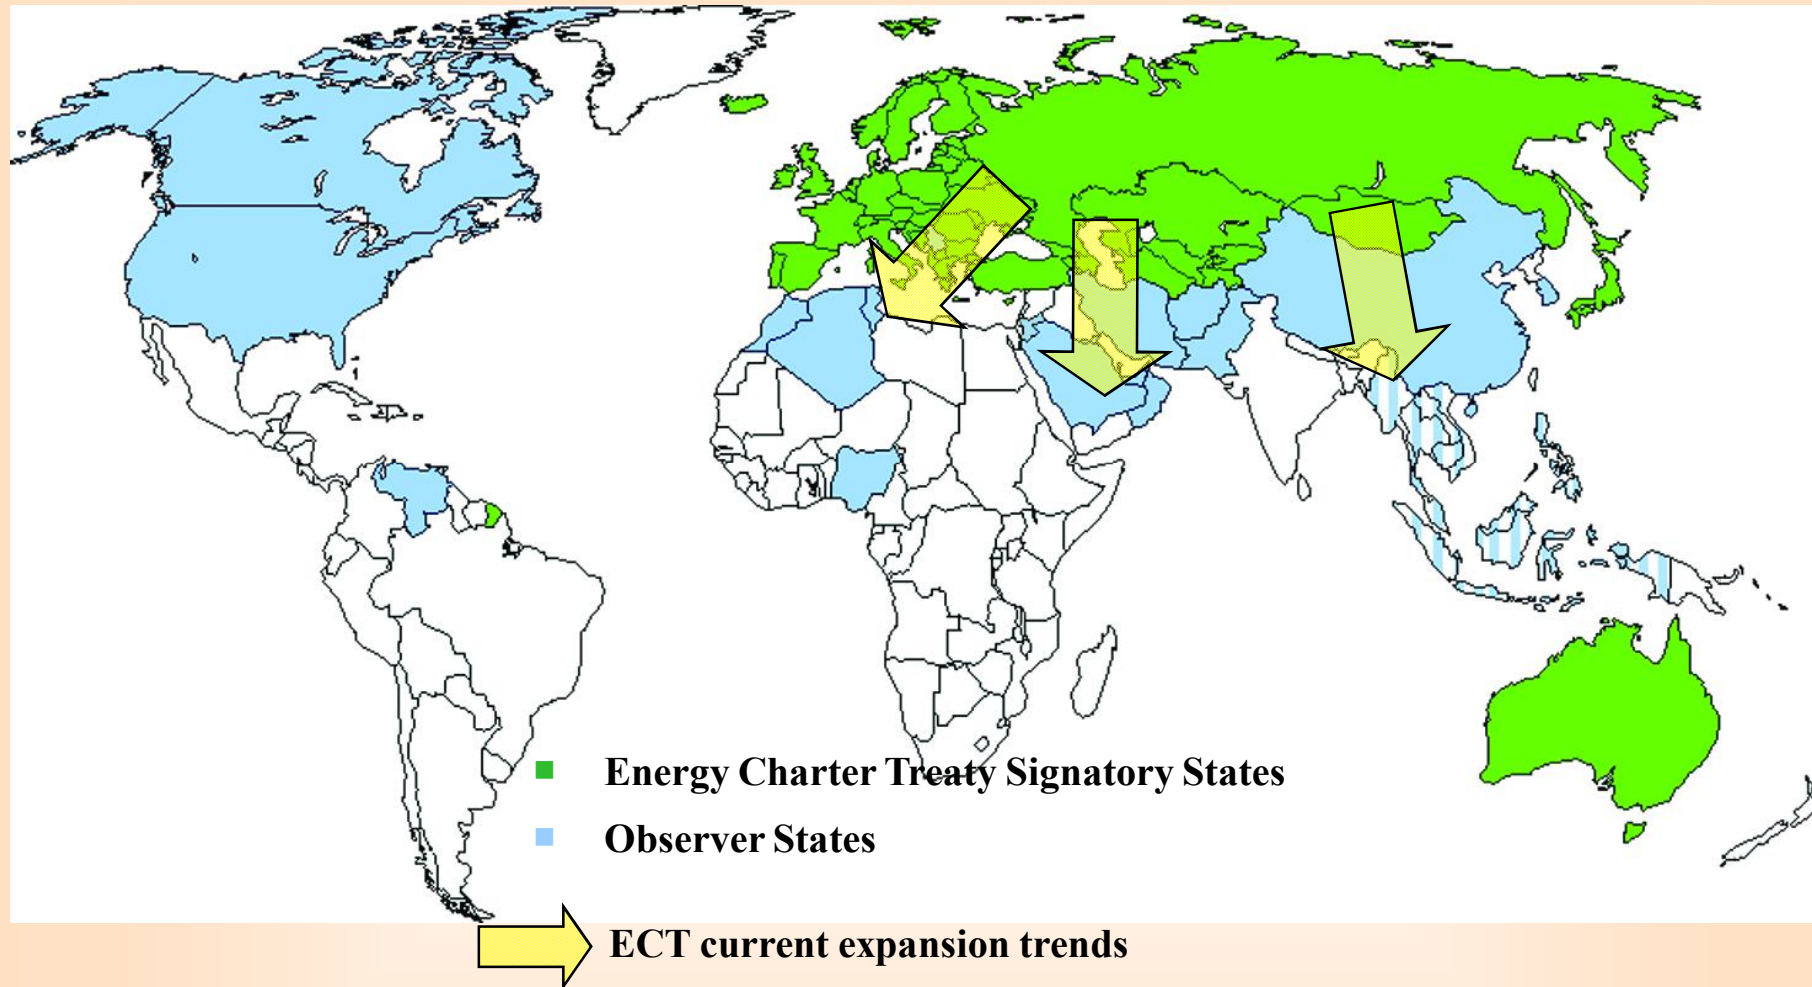 Energy Charter Treaty Signatory States
Observer States
ECT current expansion trends